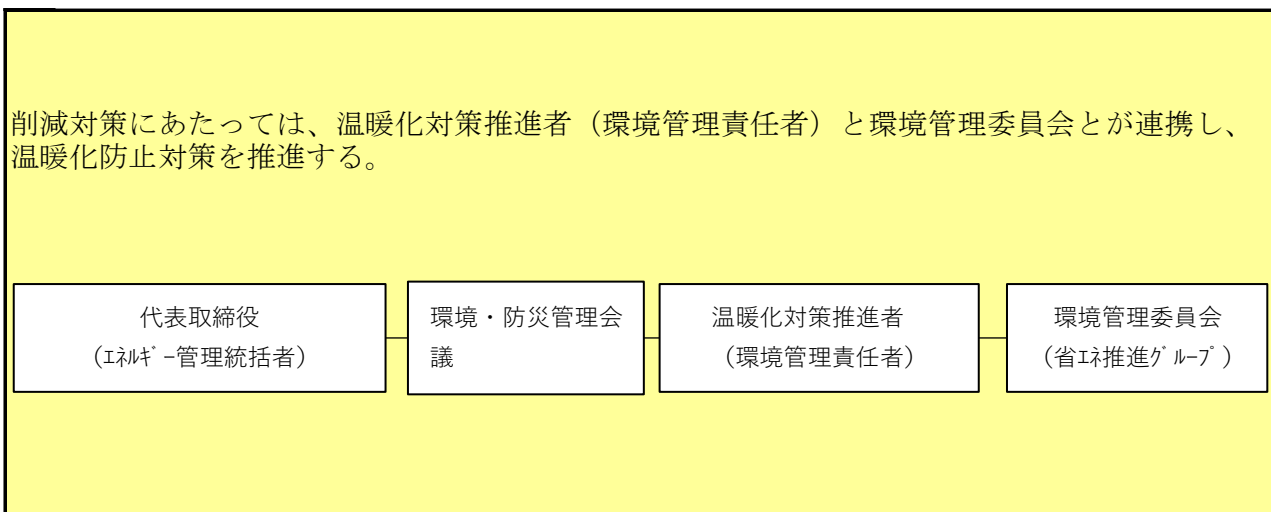 削減対策にあたっては、温暖化対策推進者（環境管理責任者）と環境管理委員会とが連携し、
温暖化防止対策を推進する。
代表取締役
（ｴﾈﾙｷﾞｰ管理統括者）
環境・防災管理会
議
温暖化対策推進者
（環境管理責任者）
環境管理委員会
（省ｴﾈ推進ｸﾞﾙｰﾌﾟ）